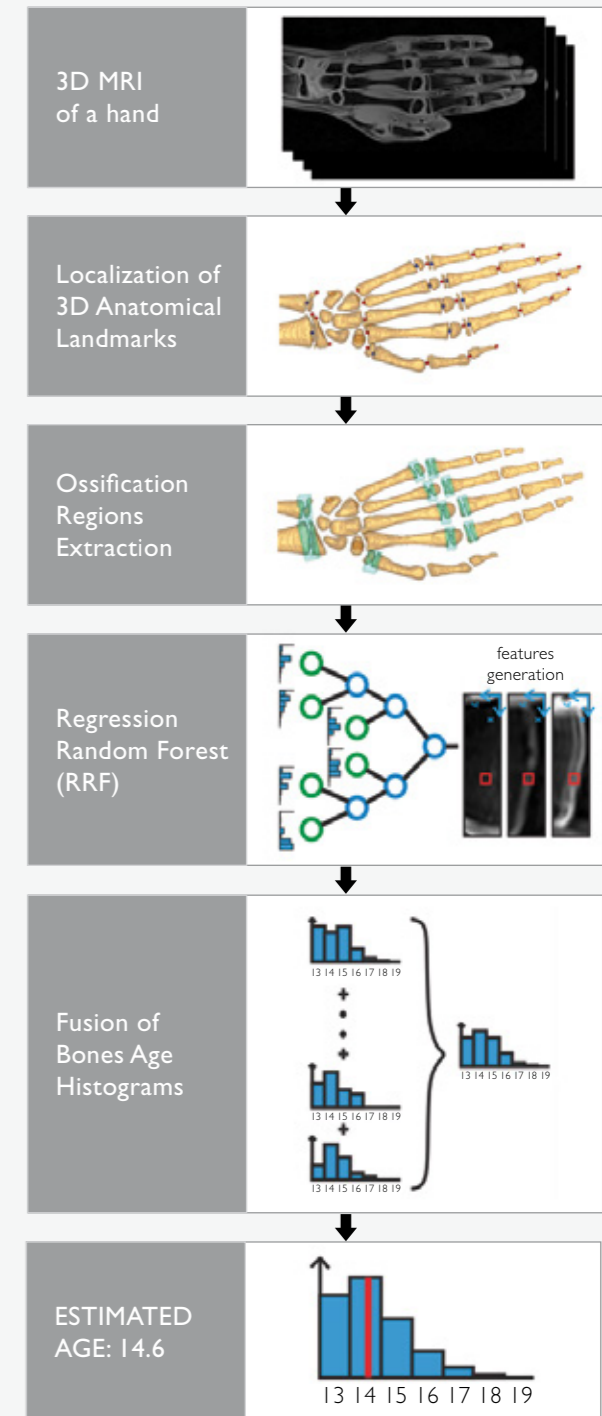 3D MRI
of a hand
Localization of
3D Anatomical
Landmarks
Ossification
Regions
Extraction
Regression
Random Forest
(RRF)
features
generation
Fusion of
Bones Age
Histograms
13 14 15 16 17 18 19
+
+
13 14 15 16 17 18 19
13 14 15 16 17 18 19
+
13 14 15 16 17 18 19
ESTIMATED
AGE: 14.6
13 14 15 16 17 18 19